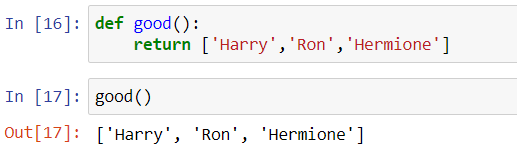 In [16]: def good():
    return ['Harry','Ron','Hermione']
In [17]: good()
Out[17]: ['Harry', 'Ron', 'Hermione']